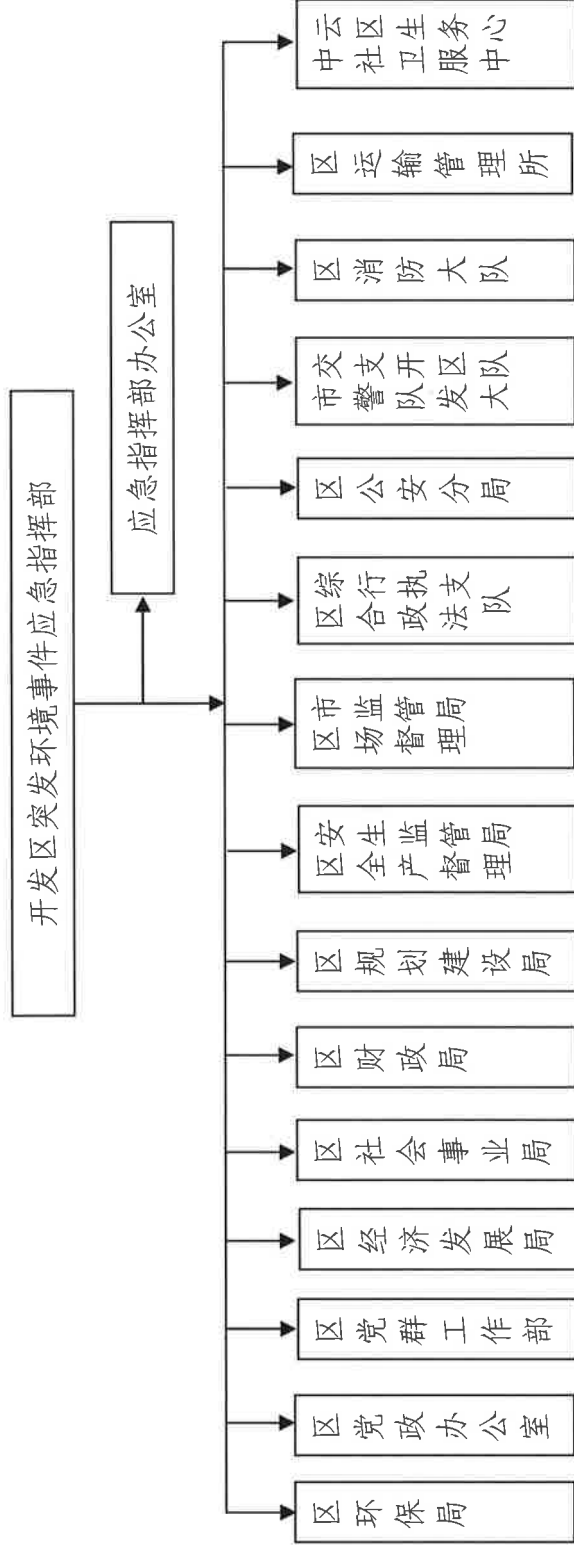 开发区突发环境事件应急指挥部
应急指挥部办公室
区环保局
区党政办公室
区党群工作部
区经济发展局
区社会事业局
区财政局
区规划建设局
区安全生产监督管理局
区市场监督管理局
区综合行政执法支队
区公安分局
市交警支队开发区大队
区消防大队
区运输管理所
中云社区卫生服务中心